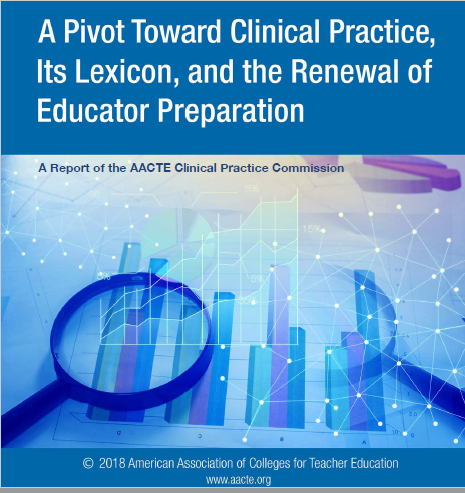 A Pivot Toward Clinical Practice,
Its Lexicon, and the Renewal of
Educator Preparation
A Report of the AACTE Clinical Practice Commission
15%
© 2018 American Association of Colleges for Teacher Education
www.aacte.org